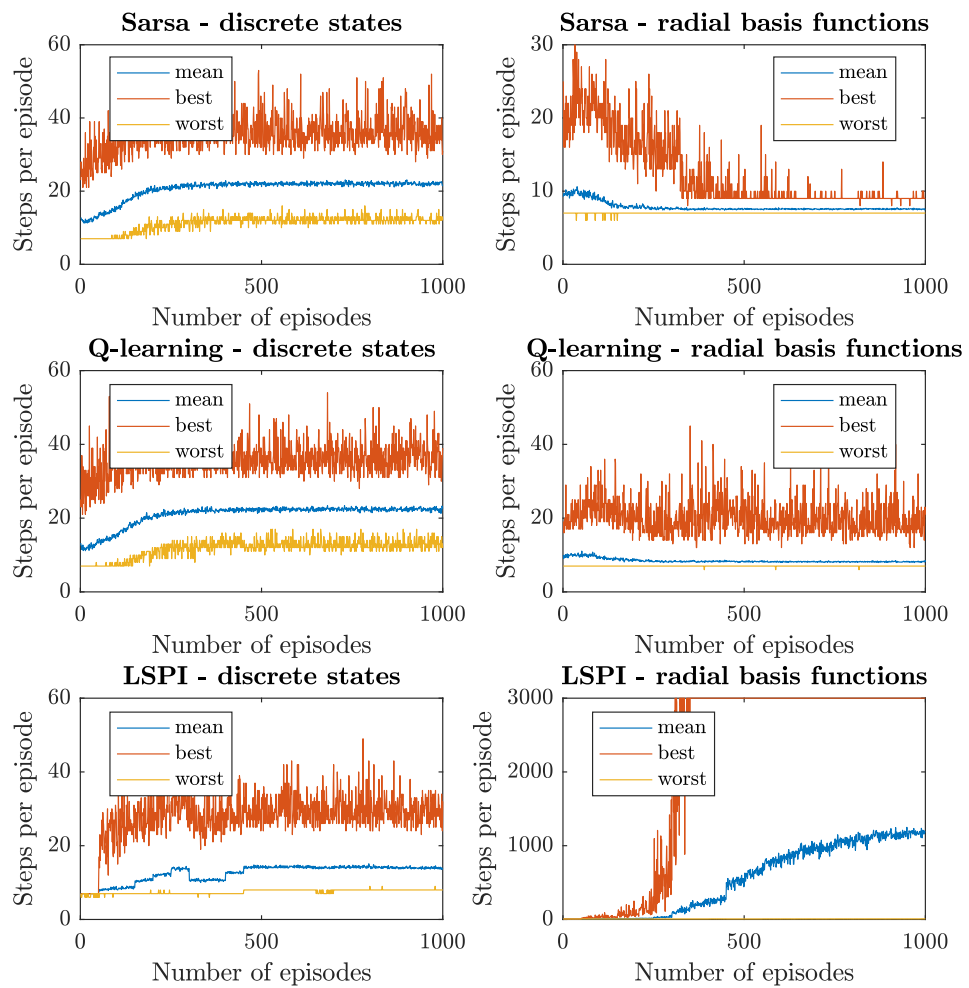 Sarsa - discrete states
60
40
20
0
Steps per episode
mean
best
worst
0
500
1000
Number of episodes
Sarsa - radial basis functions
30
20
10
0
Steps per episode
mean
best
worst
0
500
1000
Number of episodes
Q-learning - discrete states
60
40
20
0
Steps per episode
mean
best
worst
0
500
1000
Number of episodes
Q-learning - radial basis functions
60
40
20
0
Steps per episode
mean
best
worst
0
500
1000
Number of episodes
LSPI - discrete states
60
40
20
0
Steps per episode
mean
best
worst
0
500
1000
Number of episodes
LSPI - radial basis functions
3000
2000
1000
0
Steps per episode
mean
best
worst
0
500
1000
Number of episodes